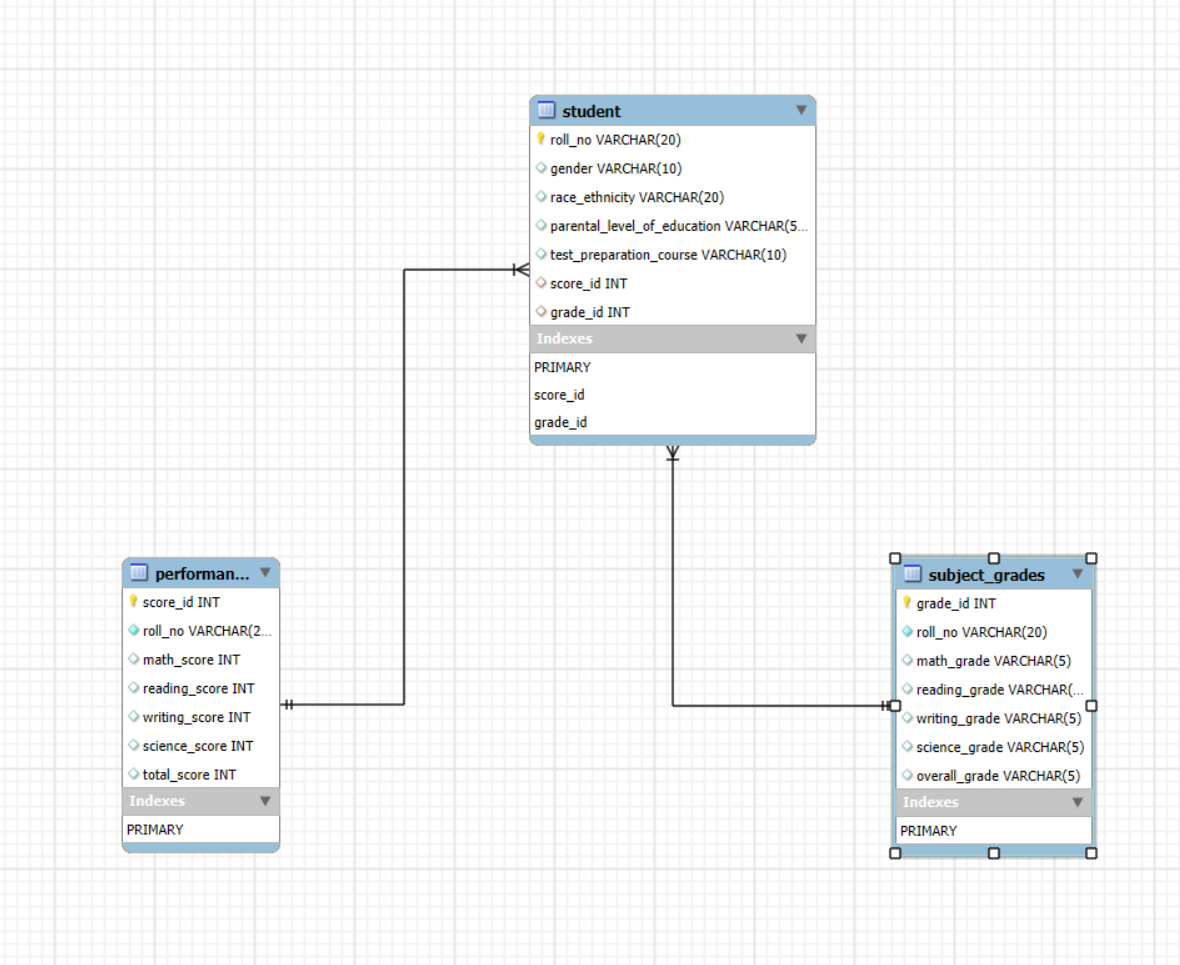 student
roll_no VARCHAR(20)
gender VARCHAR(10)
race_ethnicity VARCHAR(20)
parental_level_of_education VARCHAR(5...
test_preparation_course VARCHAR(10)
score_id INT
grade_id INT
Indexes
PRIMARY
score_id
grade_id
performan...
score_id INT
roll_no VARCHAR(2...
math_score INT
reading_score INT
writing_score INT
science_score INT
total_score INT
Indexes
PRIMARY
subject_grades
grade_id INT
roll_no VARCHAR(20)
math_grade VARCHAR(5)
reading_grade VARCHAR(...
writing_grade VARCHAR(5)
science_grade VARCHAR(5)
overall_grade VARCHAR(5)
Indexes
PRIMARY